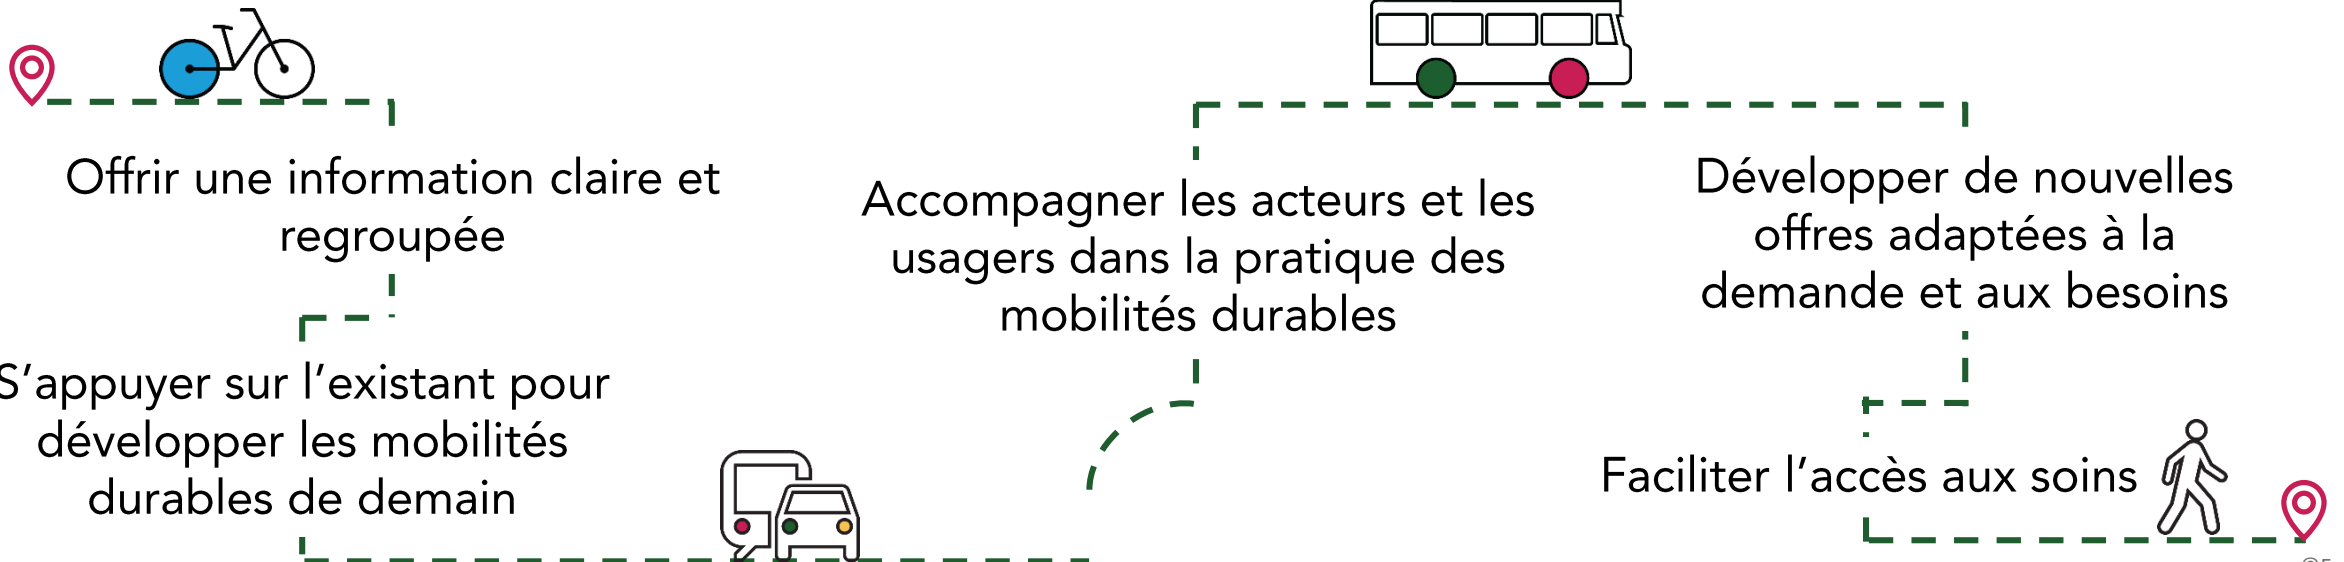 Offrir une information claire et
regroupée
S’appuyer sur l’existant pour
développer les mobilités
durables de demain
Accompagner les acteurs et les
usagers dans la pratique des
mobilités durables
Développer de nouvelles
offres adaptées à la
demande et aux besoins
Faciliter l’accès aux soins